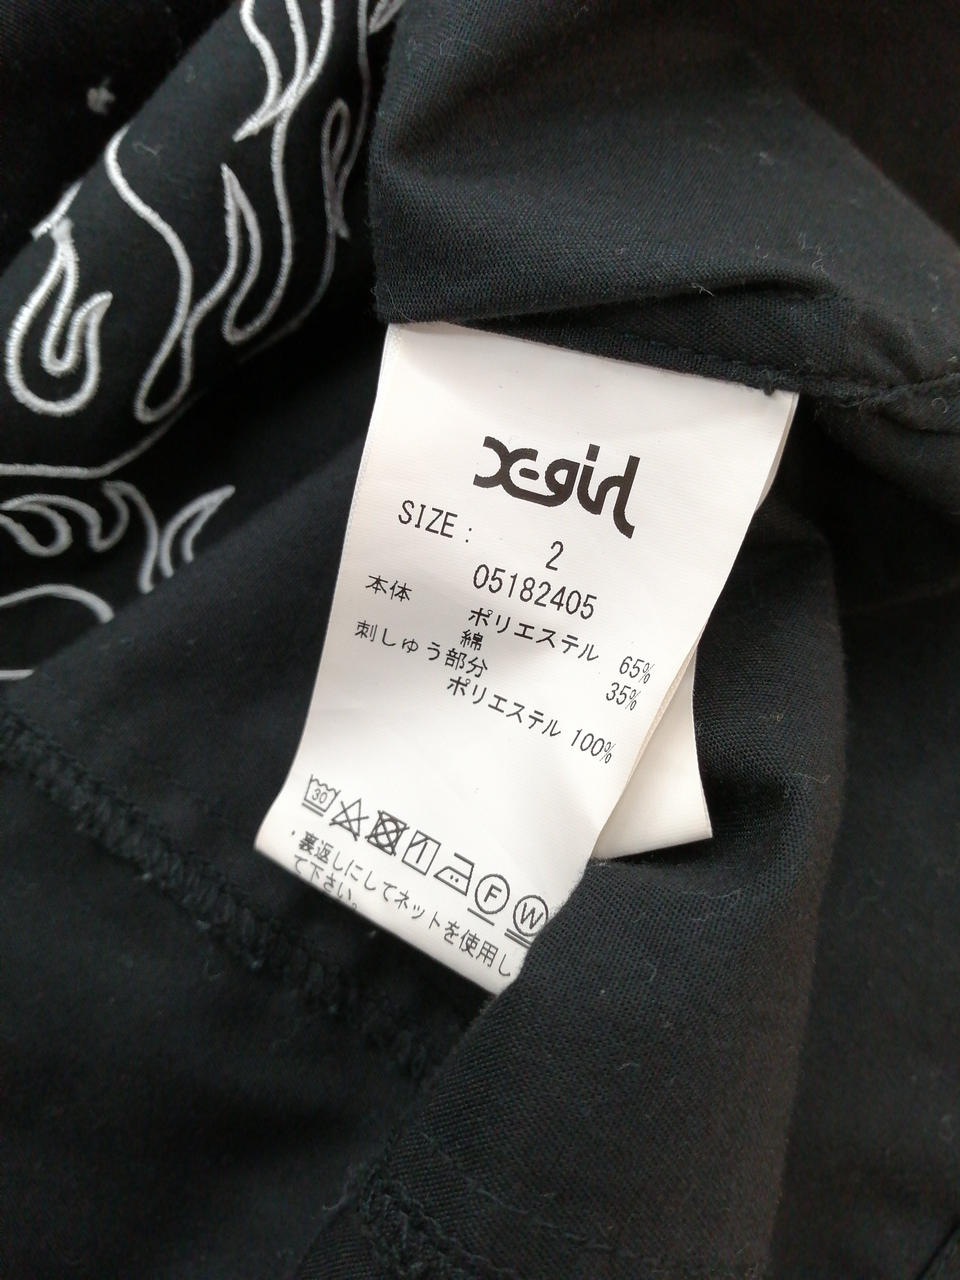 X-girl
SIZE: 2
05182405
本体 ポリエステル 65%
綿 35%
刺しゅう部分
ポリエステル 100%
30
F W
・裏返しにしてネットを使用し
て下さい。